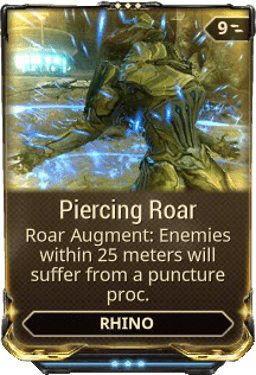 9
Piercing Roar
Roar Augment: Enemies
within 25 meters will
suffer from a puncture
proc.
RHINO